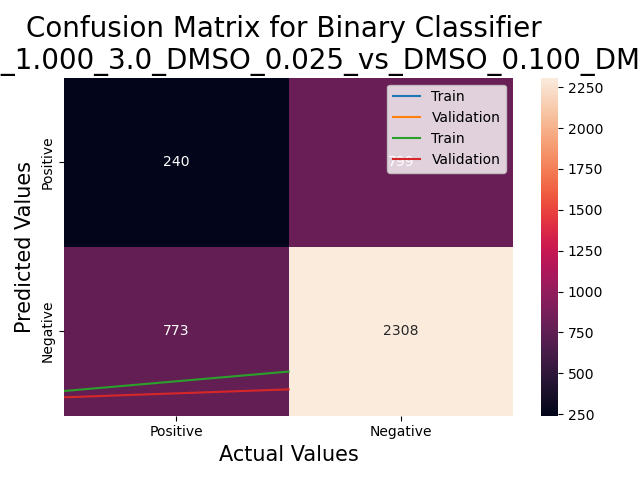 Confusion Matrix for Binary Classifier
_1.000_3.0_DMSO_0.025_vs_DMSO_0.100_DM
Train
Validation
Train
Validation
Predicted Values
Positive
Negative
240
773
2308
Positive
Negative
Actual Values
2250
2000
1750
1500
1250
1000
750
500
250